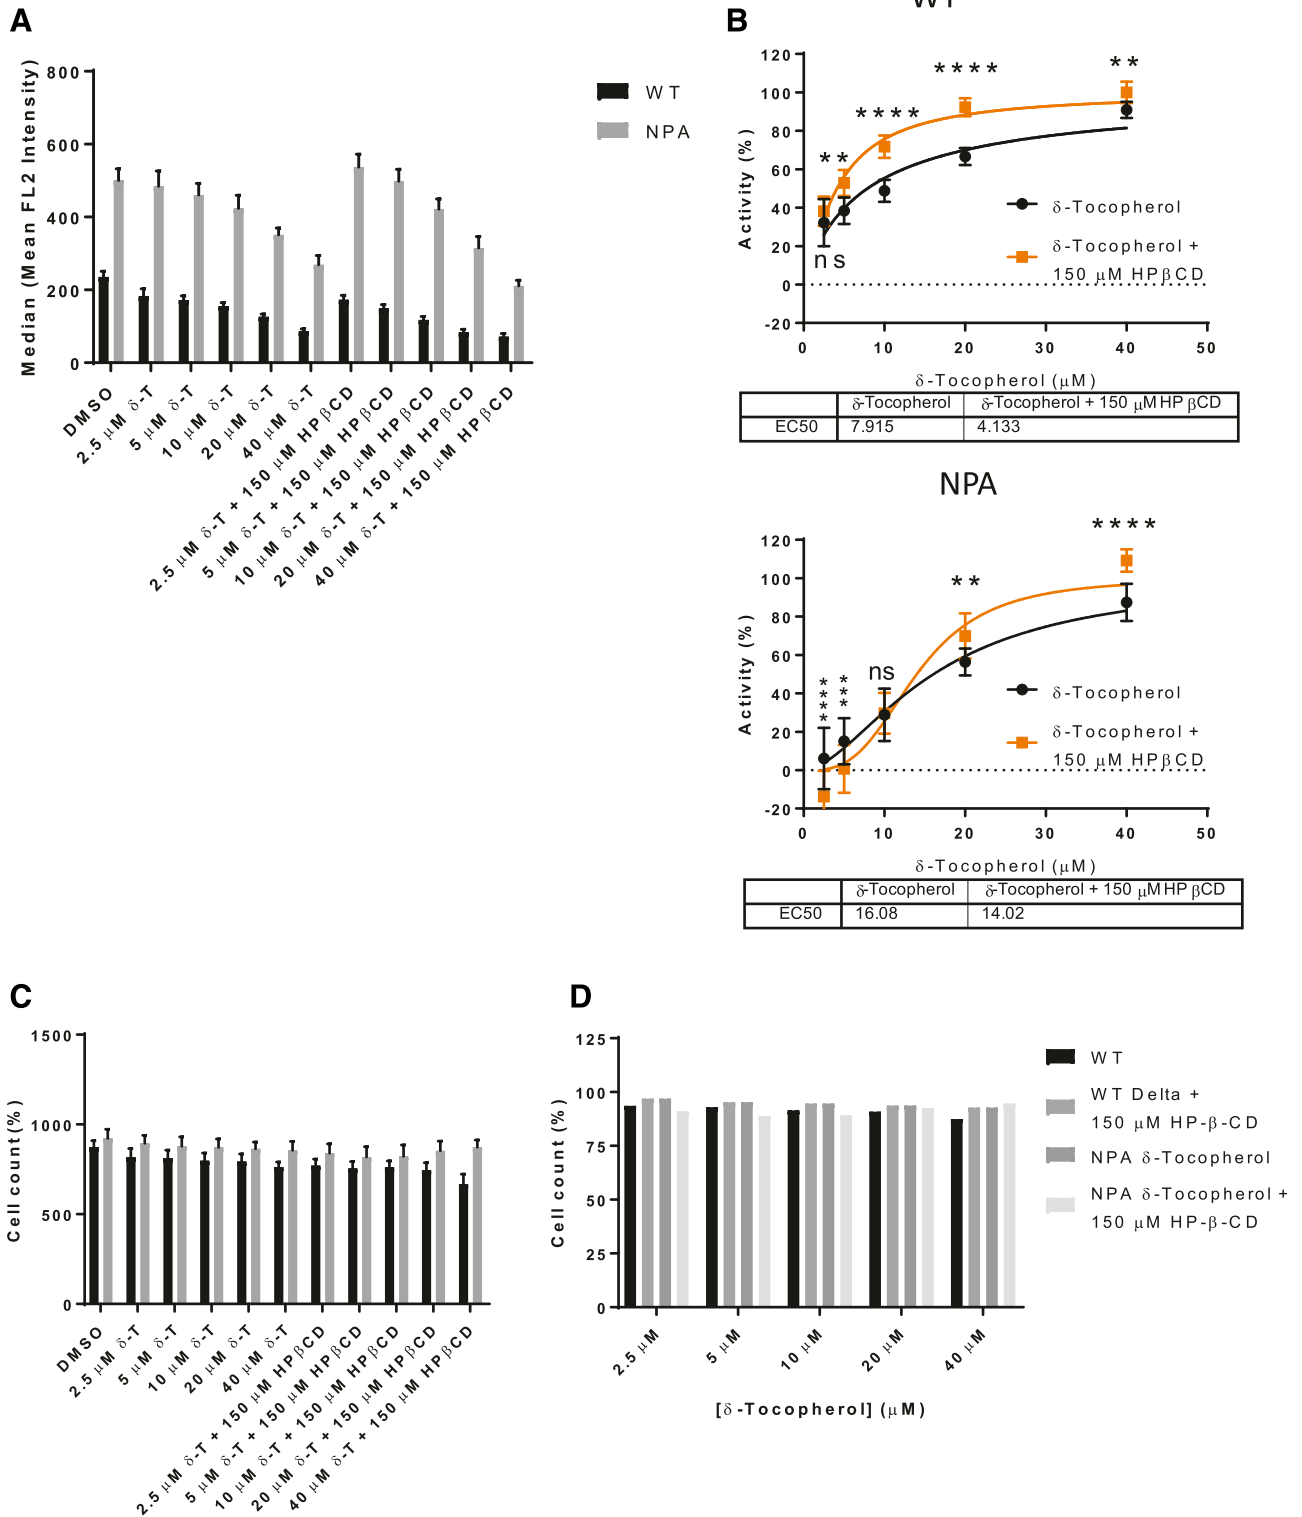 A
Median (Mean FL2 Intensity)
800
600
400
200
0
WT
NPA
DMSO
2.5 μM δ-T
5 μM δ-T
10 μM δ-T
20 μM δ-T
40 μM δ-T
2.5 μM δ-T + 150 μM HPβCD
5 μM δ-T + 150 μM HPβCD
10 μM δ-T + 150 μM HPβCD
20 μM δ-T + 150 μM HPβCD
40 μM δ-T + 150 μM HPβCD
B
WT
Activity (%)
120
100
80
60
40
20
0
-20
**
****
****
**
ns
δ-Tocopherol
δ-Tocopherol +
150 μM HPβCD
0 10 20 30 40 50
δ-Tocopherol (μM)
δ-Tocopherol δ-Tocopherol + 150 μM HP βCD
EC50 7.915 4.133
NPA
Activity (%)
120
100
80
60
40
20
0
-20
****
***
ns
**
****
δ-Tocopherol
δ-Tocopherol +
150 μM HPβCD
0 10 20 30 40 50
δ-Tocopherol (μM)
δ-Tocopherol δ-Tocopherol + 150 μM HP βCD
EC50 16.08 14.02
C
Cell count (%)
1500
1000
500
0
DMSO
2.5 μM δ-T
5 μM δ-T
10 μM δ-T
20 μM δ-T
40 μM δ-T
2.5 μM δ-T + 150 μM HPβCD
5 μM δ-T + 150 μM HPβCD
10 μM δ-T + 150 μM HPβCD
20 μM δ-T + 150 μM HPβCD
40 μM δ-T + 150 μM HPβCD
D
Cell count (%)
125
100
75
50
25
0
WT
WT Delta +
150 μM HP-β-CD
NPA δ-Tocopherol
NPA δ-Tocopherol +
150 μM HP-β-CD
2.5 μM
5 μM
10 μM
20 μM
40 μM
[δ-Tocopherol] (μM)